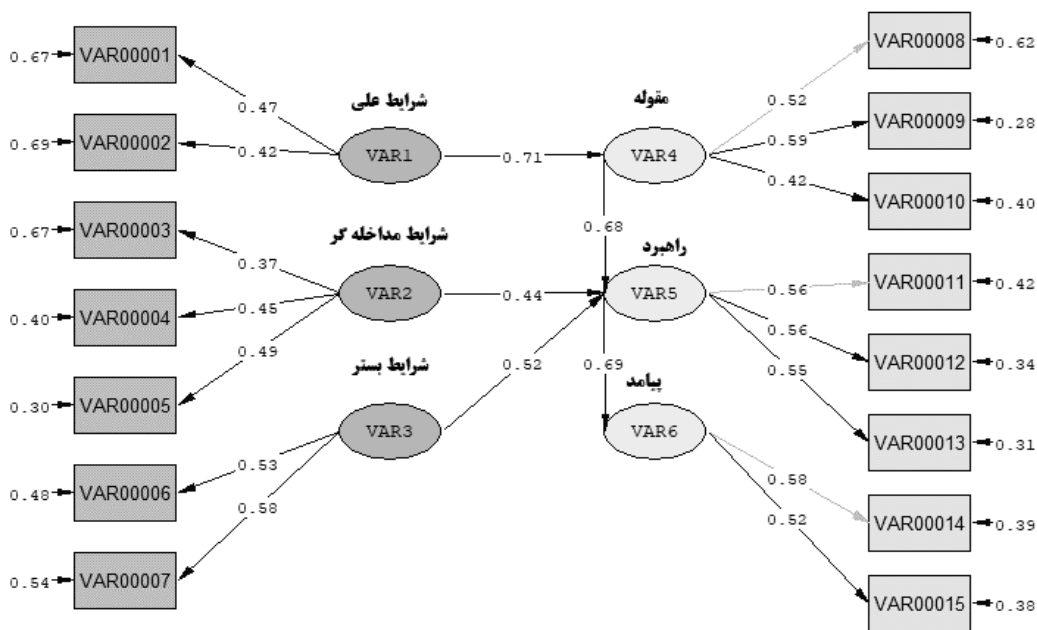 0.67
VAR00001
0.47
0.69
VAR00002
0.42
0.67
VAR00003
0.37
0.40
VAR00004
0.45
0.30
VAR00005
0.49
0.48
VAR00006
0.53
0.54
VAR00007
0.58
شرایط علی
VAR1
0.71
شرایط مداخله گر
VAR2
0.44
شرایط بستر
VAR3
0.52
مقوله
VAR4
0.68
راهبرد
VAR5
0.69
پیامد
VAR6
0.52
VAR00008
0.62
0.59
VAR00009
0.28
0.42
VAR00010
0.40
0.56
VAR00011
0.42
0.56
VAR00012
0.34
0.55
VAR00013
0.31
0.58
VAR00014
0.39
0.52
VAR00015
0.38